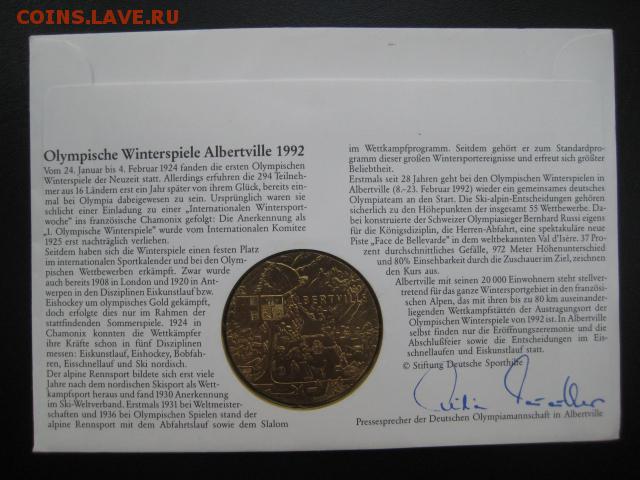 COINS.LAVE.RU
Olympische Winterspiele Albertville 1992
Vom 24. Januar bis 4. Februar 1924 fanden die ersten Olympischen
Winterspiele der Neuzeit statt. Allerdings erfuhren die 294 Teilneh-
mer aus 16 Ländern erst ein Jahr später von ihrem Glück, bereits ein-
mal bei Olympia dabeigewesen zu sein. Ursprünglich waren sie
schlicht einer Einladung zu einer „Internationalen Wintersport-
woche" ins französische Chamonix gefolgt: Die Anerkennung als
„I. Olympische Winterspiele" wurde vom Internationalen Komitee
1925 erst nachträglich verliehen.
Seitdem haben sich die Winterspiele einen festen Platz
im internationalen Sportkalender und bei den Olym-
pischen Wettbewerben erkämpft. Zwar wurde
auch bereits 1908 in London und 1920 in Ant-
werpen in den Disziplinen Eiskunstlauf bzw.
Eishockey um olympisches Gold gekämpft,
doch erfolgte dies nur im Rahmen der
stattfindenden Sommerspiele. 1924 in
Chamonix konnten die Wettkämpfer
ihre Kräfte schon in fünf Disziplinen
messen: Eiskunstlauf, Eishockey, Bobfah-
ren, Eisschnellauf und Ski nordisch.
Der alpine Rennsport bildete sich erst viele
Jahre nach dem nordischen Skisport als Wett-
kampfsport heraus und fand 1930 Anerkennung
im Ski-Weltverband. Erstmals 1931 bei Weltmeister-
schaften und 1936 bei Olympischen Spielen stand der
alpine Rennsport mit dem Abfahrtslauf sowie dem Slalom
im Wettkampfprogramm. Seitdem gehört er zum Standardpro-
gramm dieser großen Wintersportereignisse und erfreut sich größter
Beliebtheit.
Erstmals seit 28 Jahren geht bei den Olympischen Winterspielen in
Albertville (8.–23. Februar 1992) wieder ein gemeinsames deutsches
Olympiateam an den Start. Die Ski-alpin-Entscheidungen gehören
sicherlich zu den Höhepunkten der insgesamt 55 Wettbewerbe. Da-
bei konstruierte der Schweizer Olympiasieger Bernhard Russi eigens
für die Königsdisziplin, die Herren-Abfahrt, eine spektakuläre neue
Piste „Face de Bellevarde" in dem weltbekannten Val d'Isère. 37 Pro-
zent durchschnittliches Gefälle, 972 Meter Höhenunterschied
und 80% Einsehbarkeit durch die Zuschauer im Ziel, zeichnen
den Kurs aus.
Albertville mit seinen 20 000 Einwohnern steht stellver-
tretend für das ganze Wintersportgebiet in den französi-
schen Alpen, das mit ihren bis zu 80 km auseinander-
liegenden Wettkampfstätten der Austragungsort der
Olympischen Winterspiele von 1992 ist. In Albertville
selbst finden nur die Eröffnungszeremonie und die
Abschlußfeier sowie die Entscheidungen im Eis-
schnellaufen und Eiskunstlauf statt.
© Stiftung Deutsche Sporthilfe
Pressesprecher der Deutschen Olympiamannschaft in Albertville
ALBERTVILLE
92